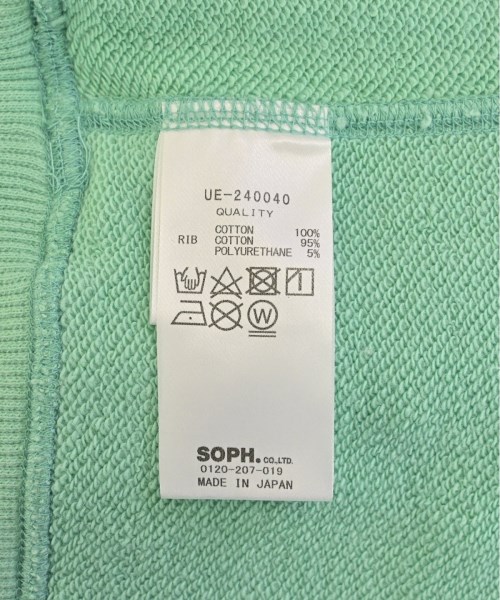 UE-240040
QUALITY
COTTON 100%
RIB COTTON 95%
POLYURETHANE 5%
W
SOPH. CO.,LTD.
0120-207-019
MADE IN JAPAN